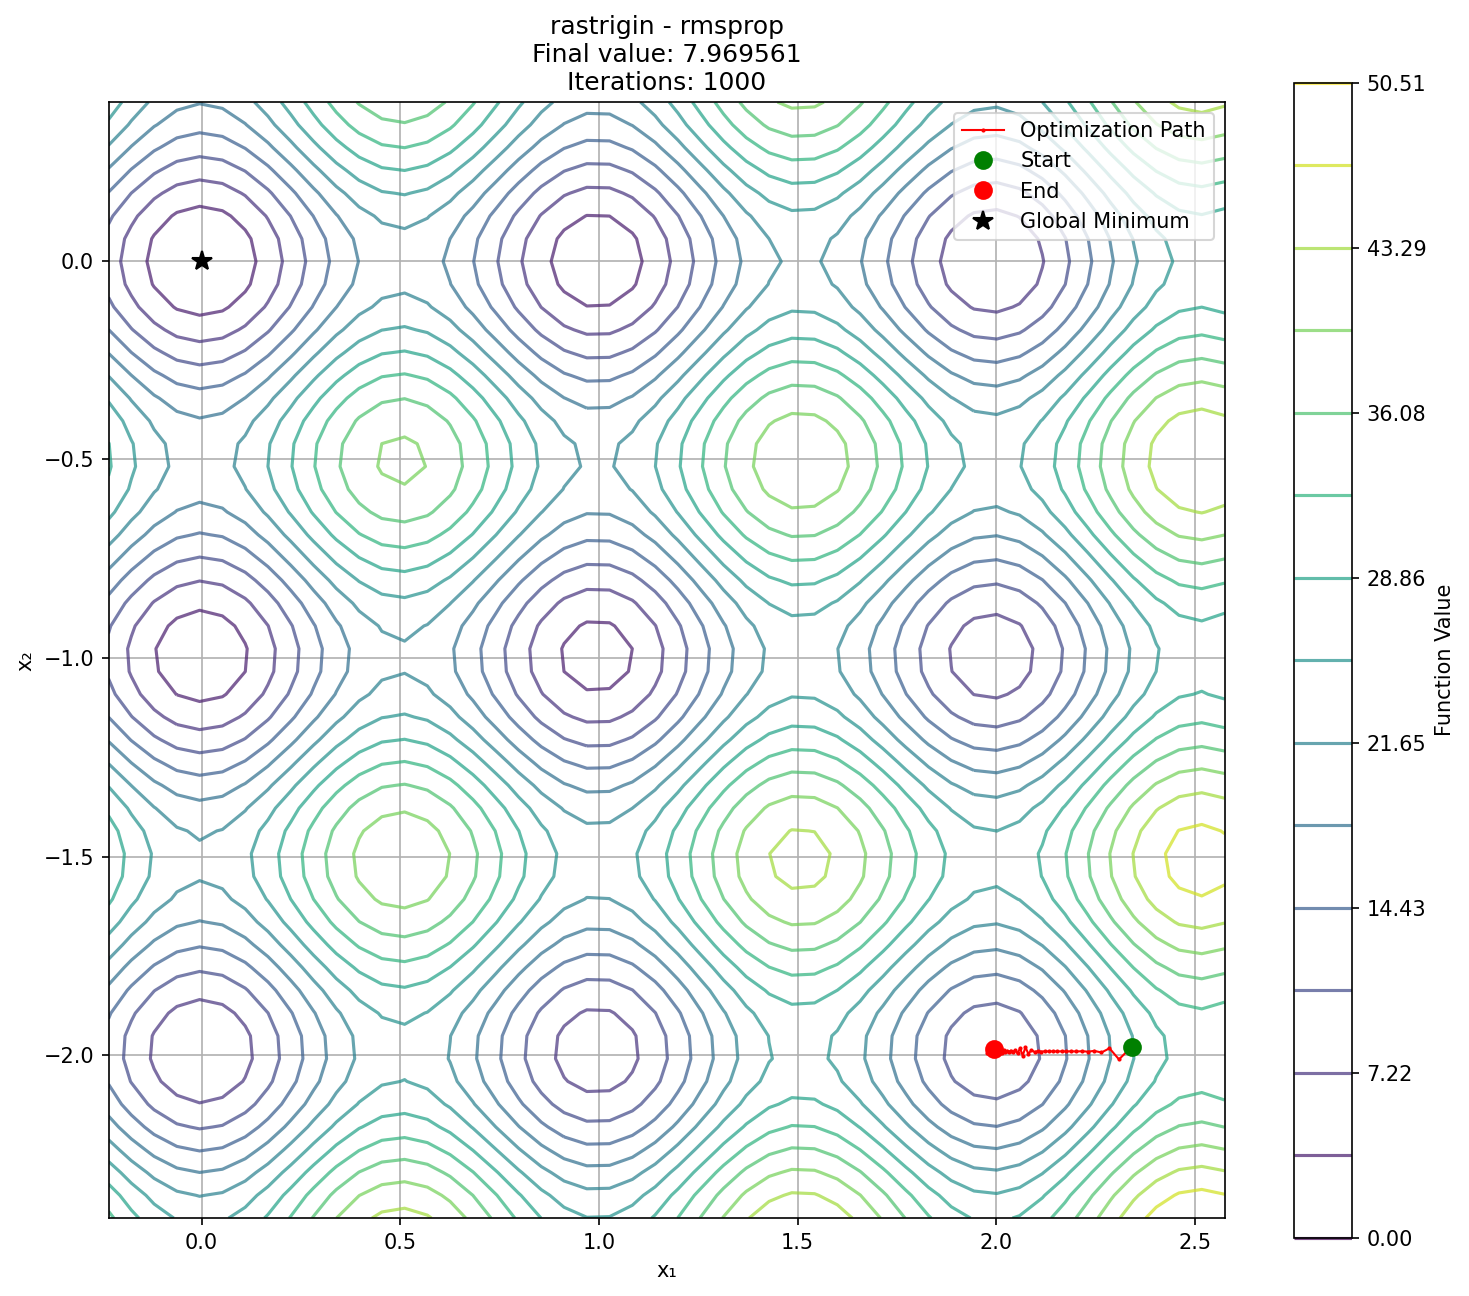 rastrigin - rmsprop
Final value: 7.969561
Iterations: 1000
Optimization Path
Start
End
Global Minimum
0.0
−0.5
−1.0
−1.5
−2.0
x₂
0.0
0.5
1.0
1.5
2.0
2.5
x₁
50.51
43.29
36.08
28.86
21.65
14.43
7.22
0.00
Function Value